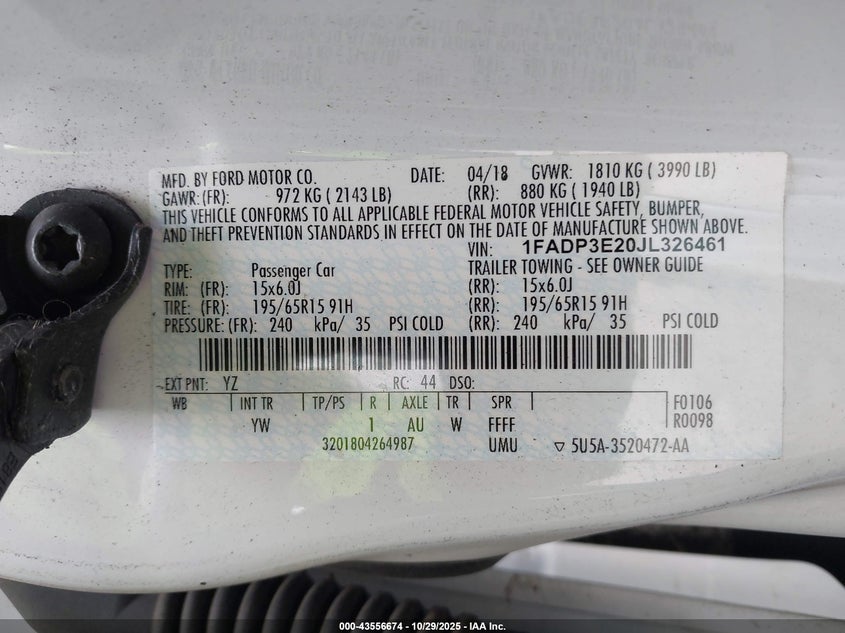 MFD. BY FORD MOTOR CO. DATE: 04/18 GVWR: 1810 KG ( 3990 LB)
GAWR: (FR): 972 KG ( 2143 LB) (RR): 880 KG ( 1940 LB)
THIS VEHICLE CONFORMS TO ALL APPLICABLE FEDERAL MOTOR VEHICLE SAFETY, BUMPER,
AND THEFT PREVENTION STANDARDS IN EFFECT ON THE DATE OF MANUFACTURE SHOWN ABOVE.
VIN: 1FADP3E20JL326461
TYPE: Passenger Car TRAILER TOWING - SEE OWNER GUIDE
RIM: (FR): 15x6.0J (RR): 15x6.0J
TIRE: (FR): 195/65R15 91H (RR): 195/65R15 91H
PRESSURE: (FR): 240 kPa/ 35 PSI COLD (RR): 240 kPa/ 35 PSI COLD
EXT PNT: YZ RC: 44 DSO:
WB INT TR TP/PS R AXLE TR SPR F0106
YW 1 AU W FFFF R0098
3201804264987 UMU ▽ 5U5A-3520472-AA
000-43556674 - 10/29/2025 - IAA Inc.